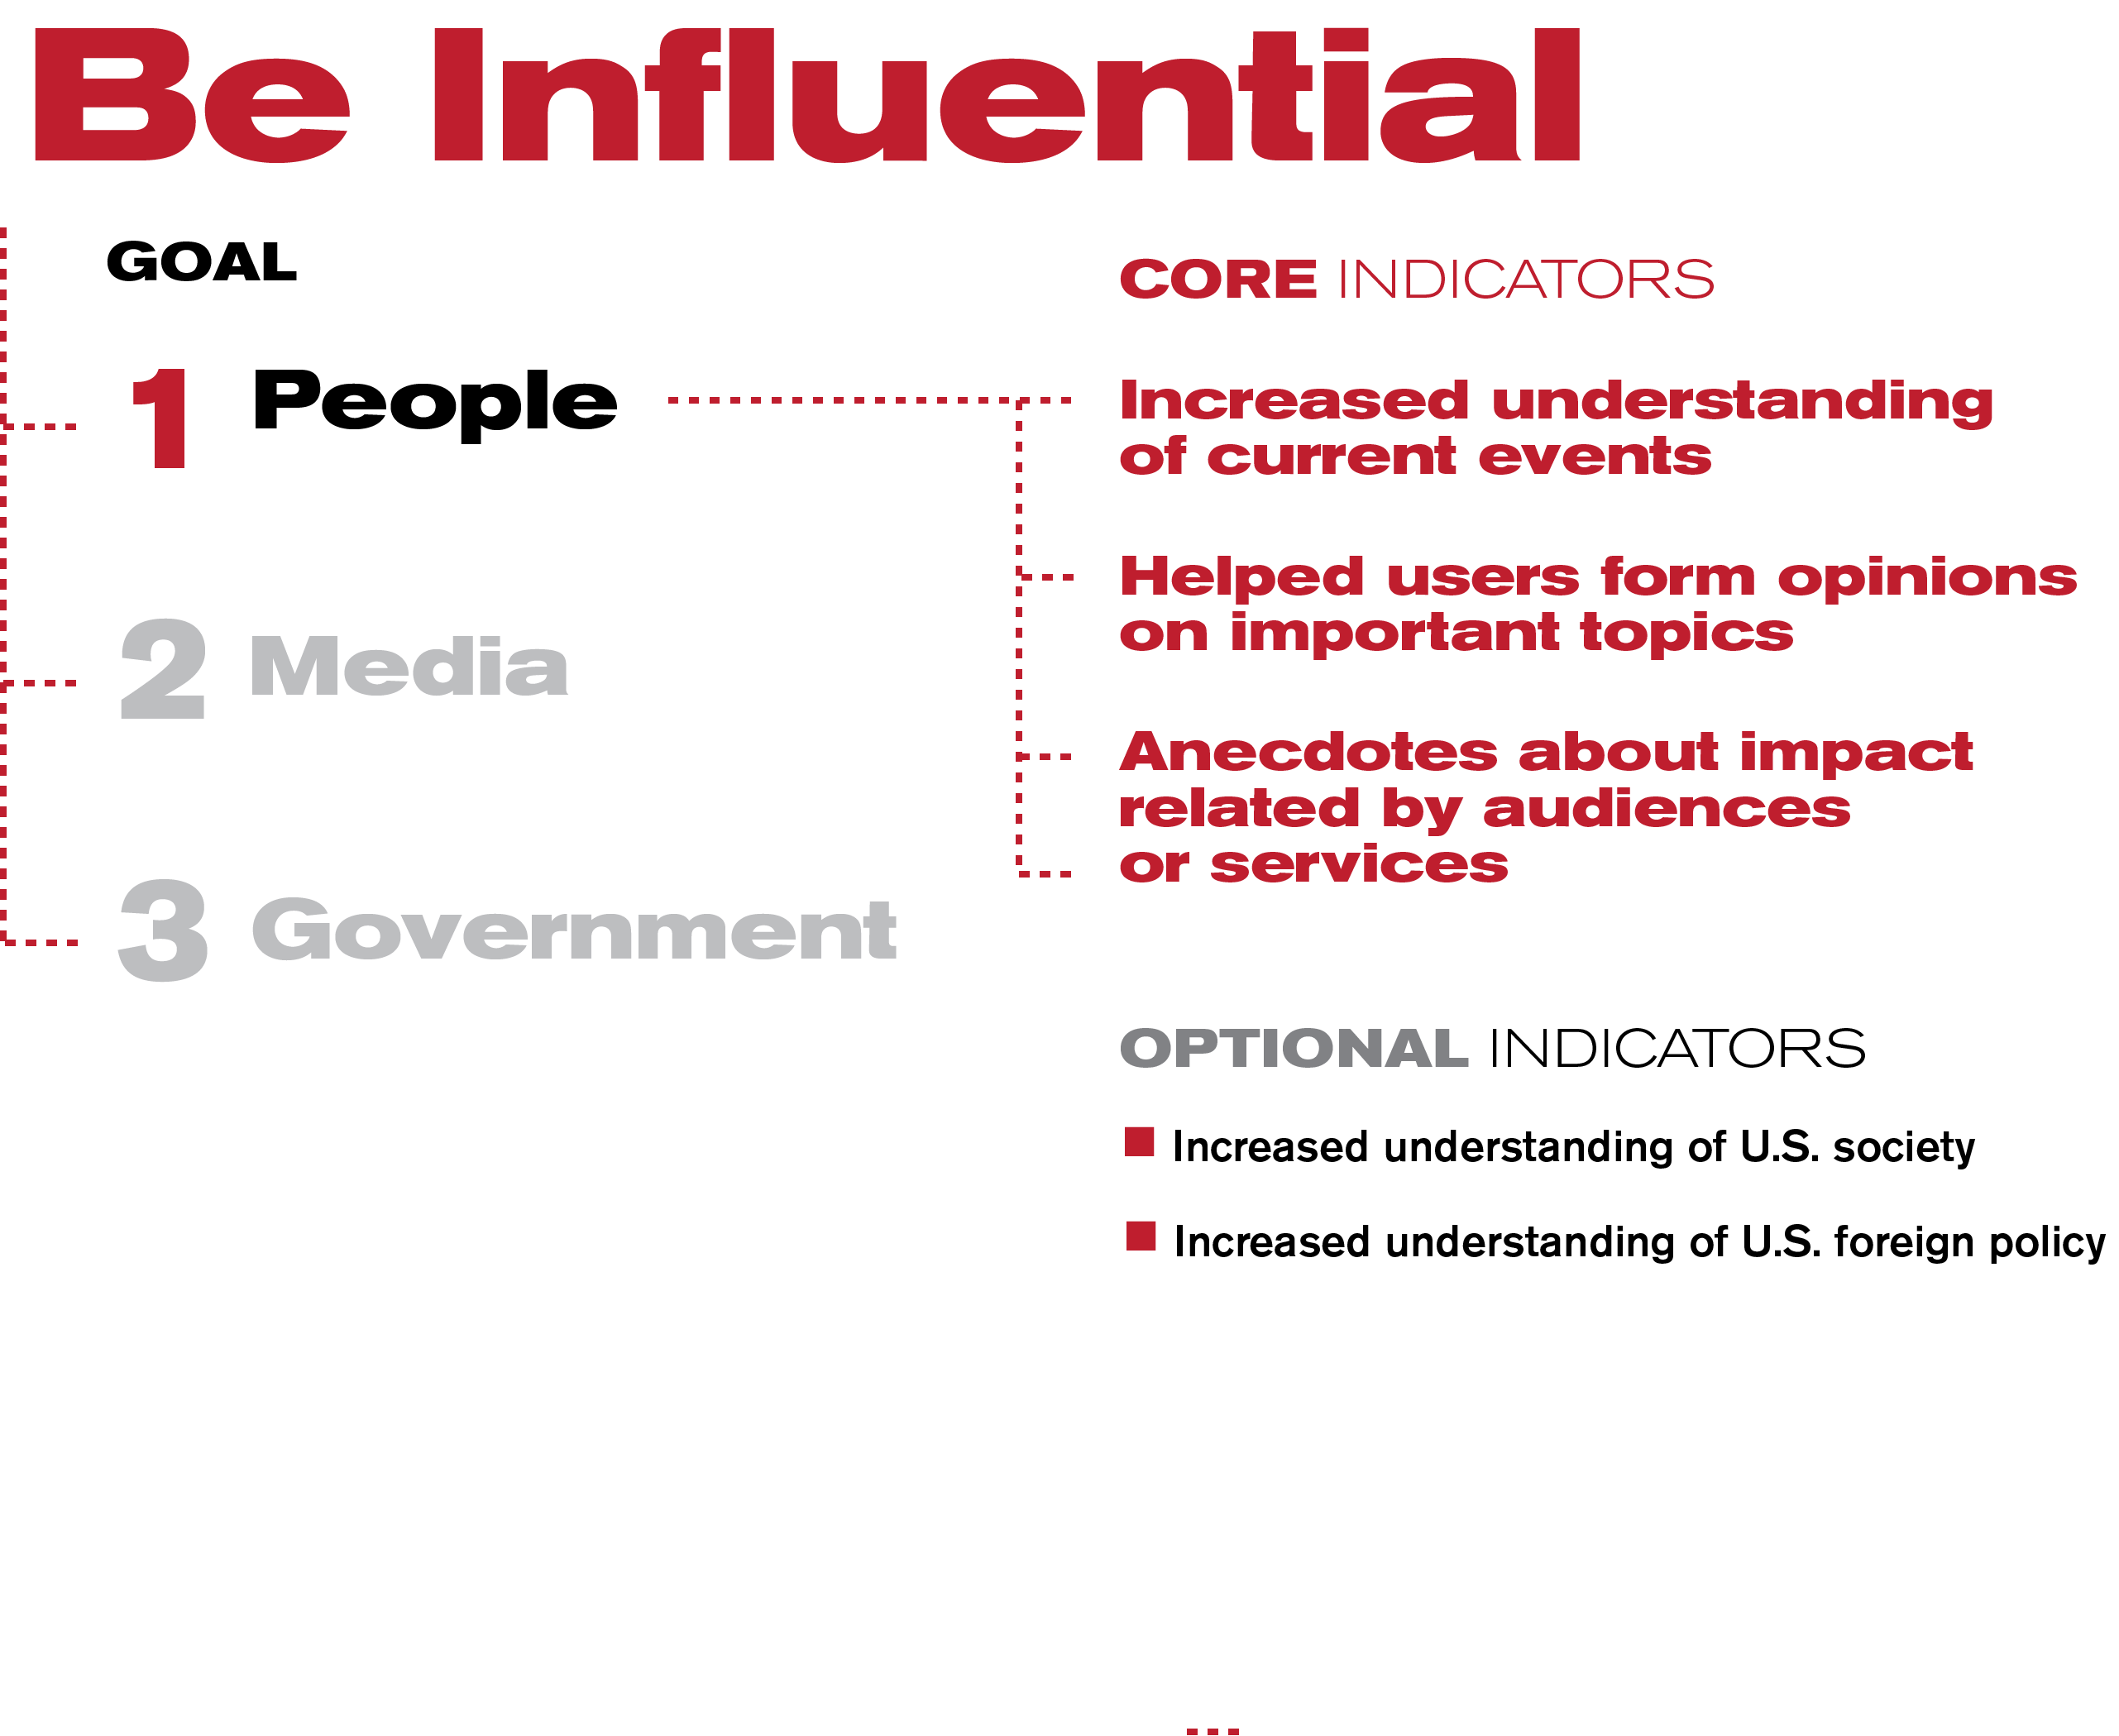 Be Influential
GOAL
1 People
2 Media
3 Government
CORE INDICATORS
Increased understanding
of current events
Helped users form opinions
on important topics
Anecdotes about impact
related by audiences
or services
OPTIONAL INDICATORS
Increased understanding of U.S. society
Increased understanding of U.S. foreign policy